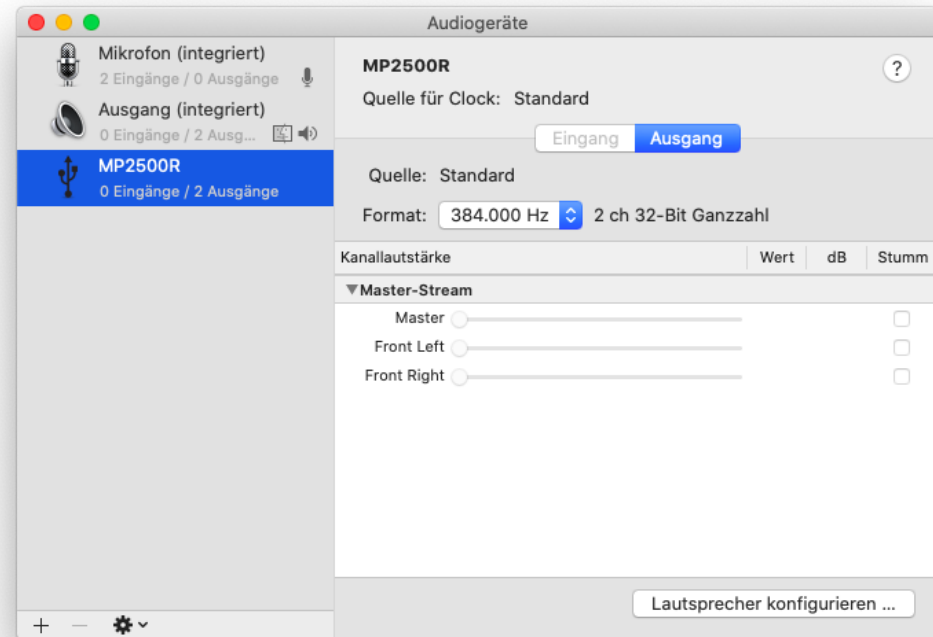 Audiogeräte
Mikrofon (integriert)
2 Eingänge / 0 Ausgänge
Ausgang (integriert)
0 Eingänge / 2 Ausg...
MP2500R
0 Eingänge / 2 Ausgänge
MP2500R
?
Quelle für Clock: Standard
Eingang Ausgang
Quelle: Standard
Format: 384.000 Hz 2 ch 32-Bit Ganzzahl
Kanallautstärke Wert dB Stumm
Master-Stream
Master
Front Left
Front Right
Lautsprecher konfigurieren ...